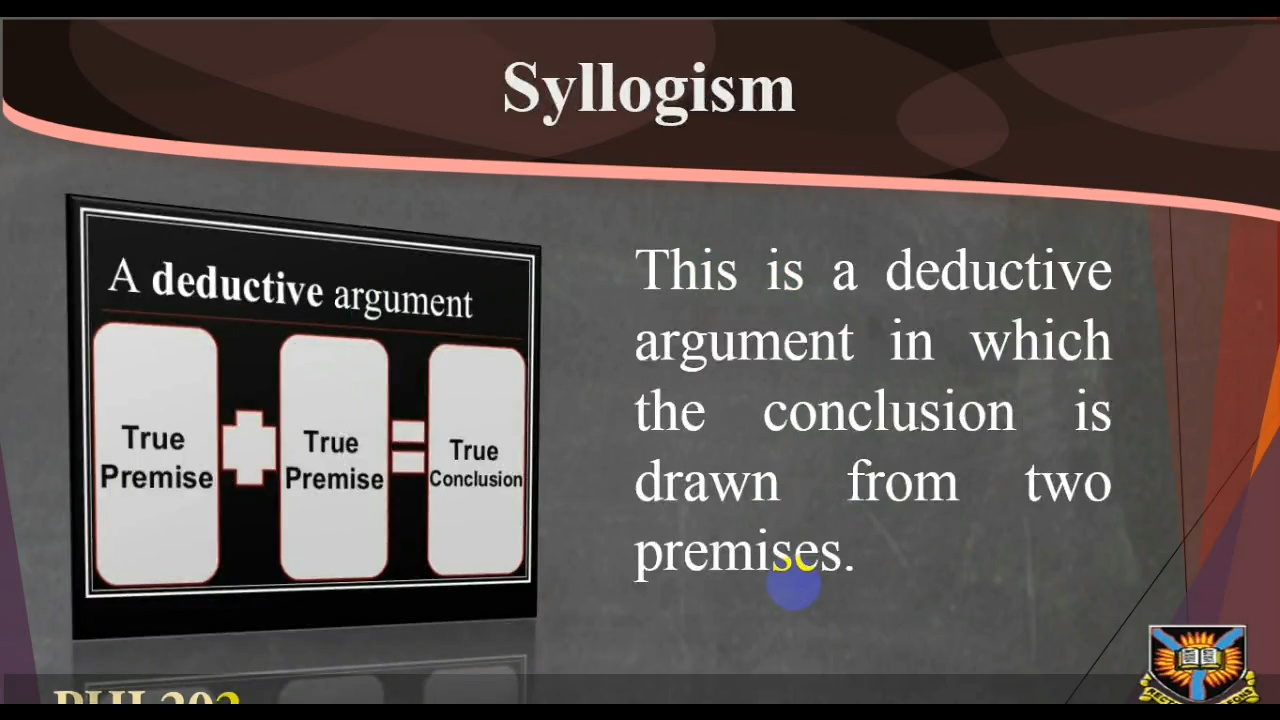 Syllogism
A deductive argument
True
Premise
True
Premise
True
Conclusion
This is a deductive
argument in which
the conclusion is
drawn from two
premises.